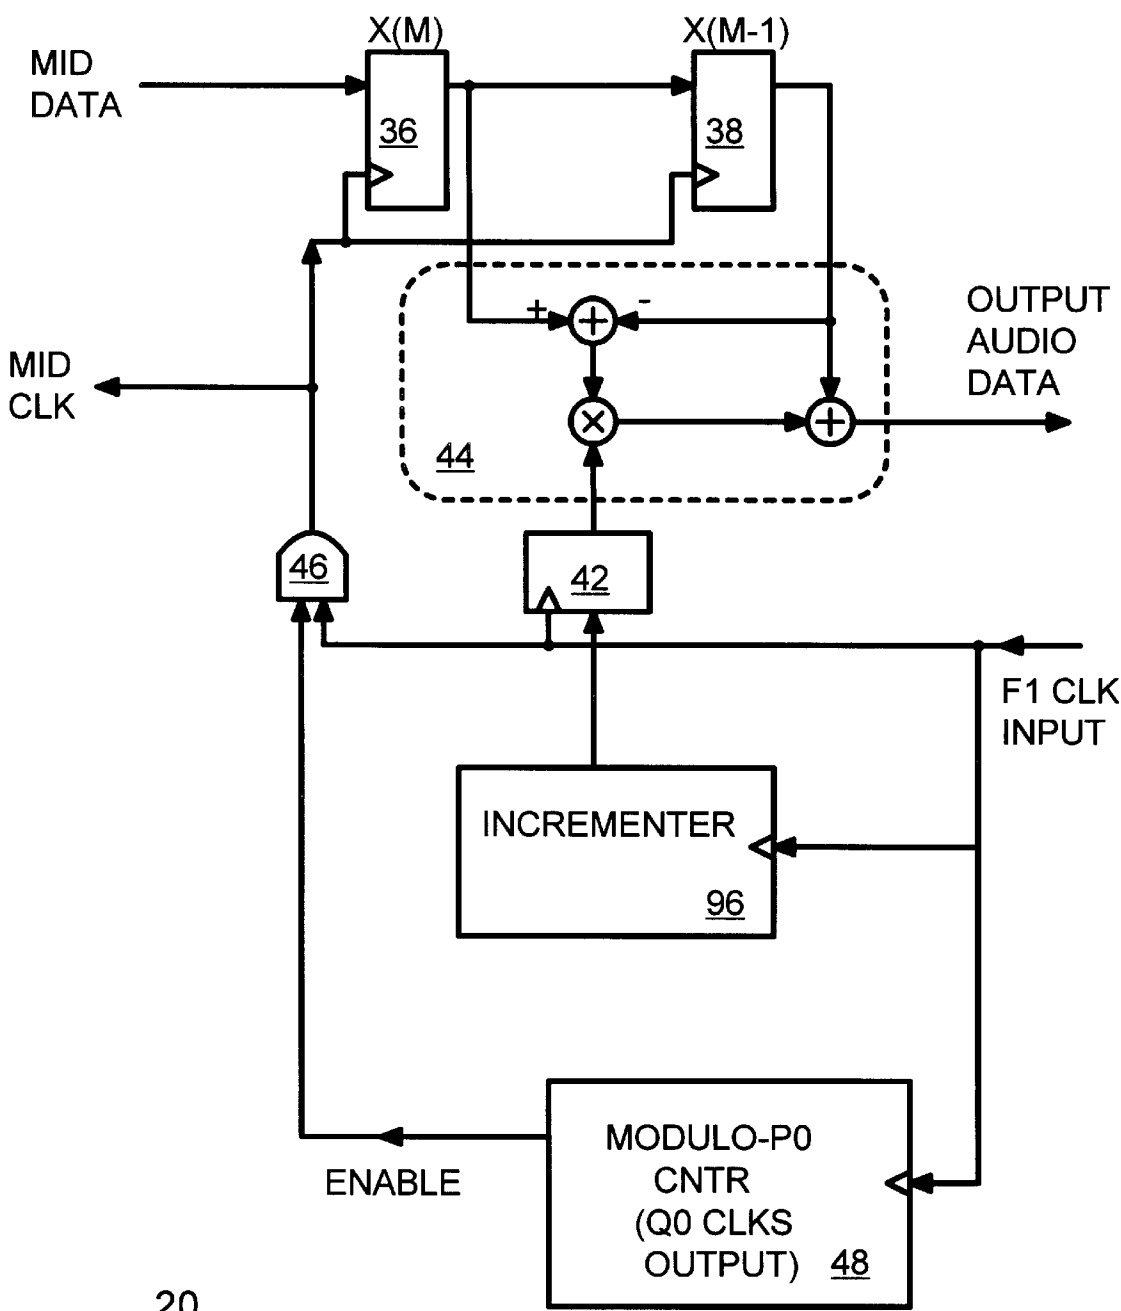 X(M)
X(M-1)
MID
DATA
36
38
+
-
+
OUTPUT
AUDIO
DATA
MID
CLK
×
+
44
46
42
F1 CLK
INPUT
INCREMENTER
96
MODULO-P0
CNTR
(Q0 CLKS
OUTPUT)
48
ENABLE
20